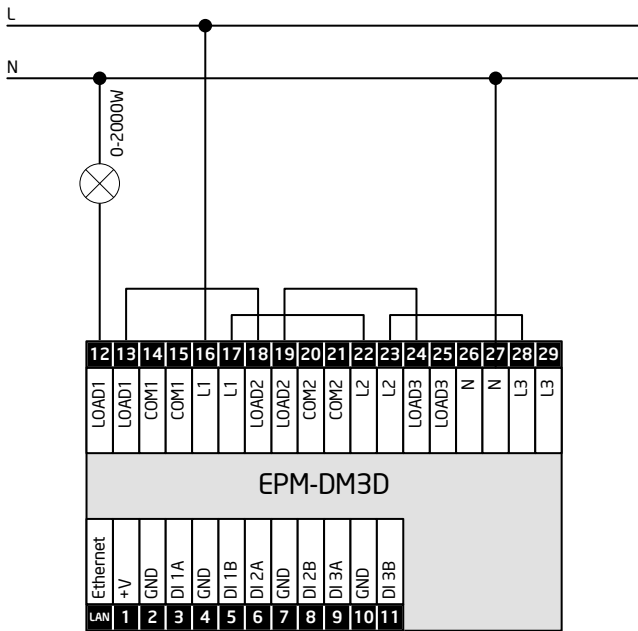 L
N
0-2000W
12 13 14 15 16 17 18 19 20 21 22 23 24 25 26 27 28 29
LOAD1 LOAD1 COM1 COM1 L1 L1 LOAD2 LOAD2 COM2 COM2 L2 L2 LOAD3 LOAD3 N N L3 L3
EPM-DM3D
Ethernet +V GND DI 1A GND DI 1B DI 2A GND DI 2B DI 3A GND DI 3B
LAN 1 2 3 4 5 6 7 8 9 10 11